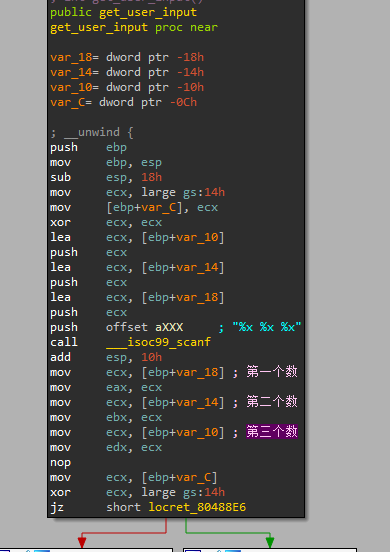 public get_user_input
get_user_input proc near
var_18= dword ptr -18h
var_14= dword ptr -14h
var_10= dword ptr -10h
var_C= dword ptr -0Ch
; __unwind {
push ebp
mov ebp, esp
sub esp, 18h
mov ecx, large gs:14h
mov [ebp+var_C], ecx
xor ecx, ecx
lea ecx, [ebp+var_10]
push ecx
lea ecx, [ebp+var_14]
push ecx
lea ecx, [ebp+var_18]
push ecx
push offset aXXX ; "%x %x %x"
call ___isoc99_scanf
add esp, 10h
mov ecx, [ebp+var_18] ; 第一个数
mov eax, ecx
mov ecx, [ebp+var_14] ; 第二个数
mov ebx, ecx
mov ecx, [ebp+var_10] ; 第三个数
mov edx, ecx
nop
mov ecx, [ebp+var_C]
xor ecx, large gs:14h
jz short locret_80488E6